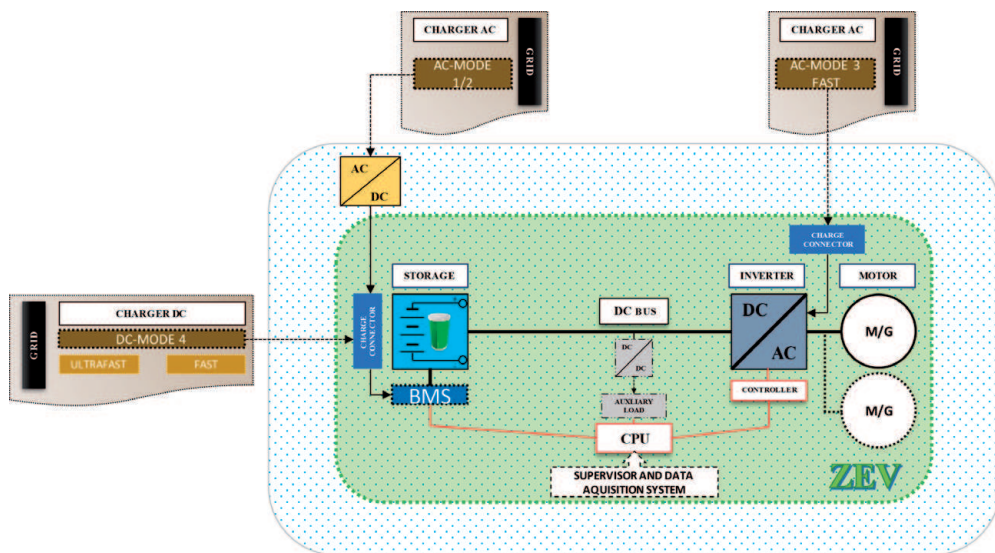 CHARGER AC
AC-MODE
1/2
GRID
CHARGER AC
AC-MODE 3
FAST
GRID
AC
DC
CHARGE
CONNECTOR
STORAGE
INVERTER
MOTOR
GRID
CHARGER DC
DC-MODE 4
ULTRAFAST
FAST
CHARGE
CONNECTOR
DC BUS
DC
AC
M/G
DC
DC
BMS
AUXLIARY
LOAD
CONTROLLER
M/G
CPU
SUPERVISOR AND DATA
AQUISITION SYSTEM
ZEV